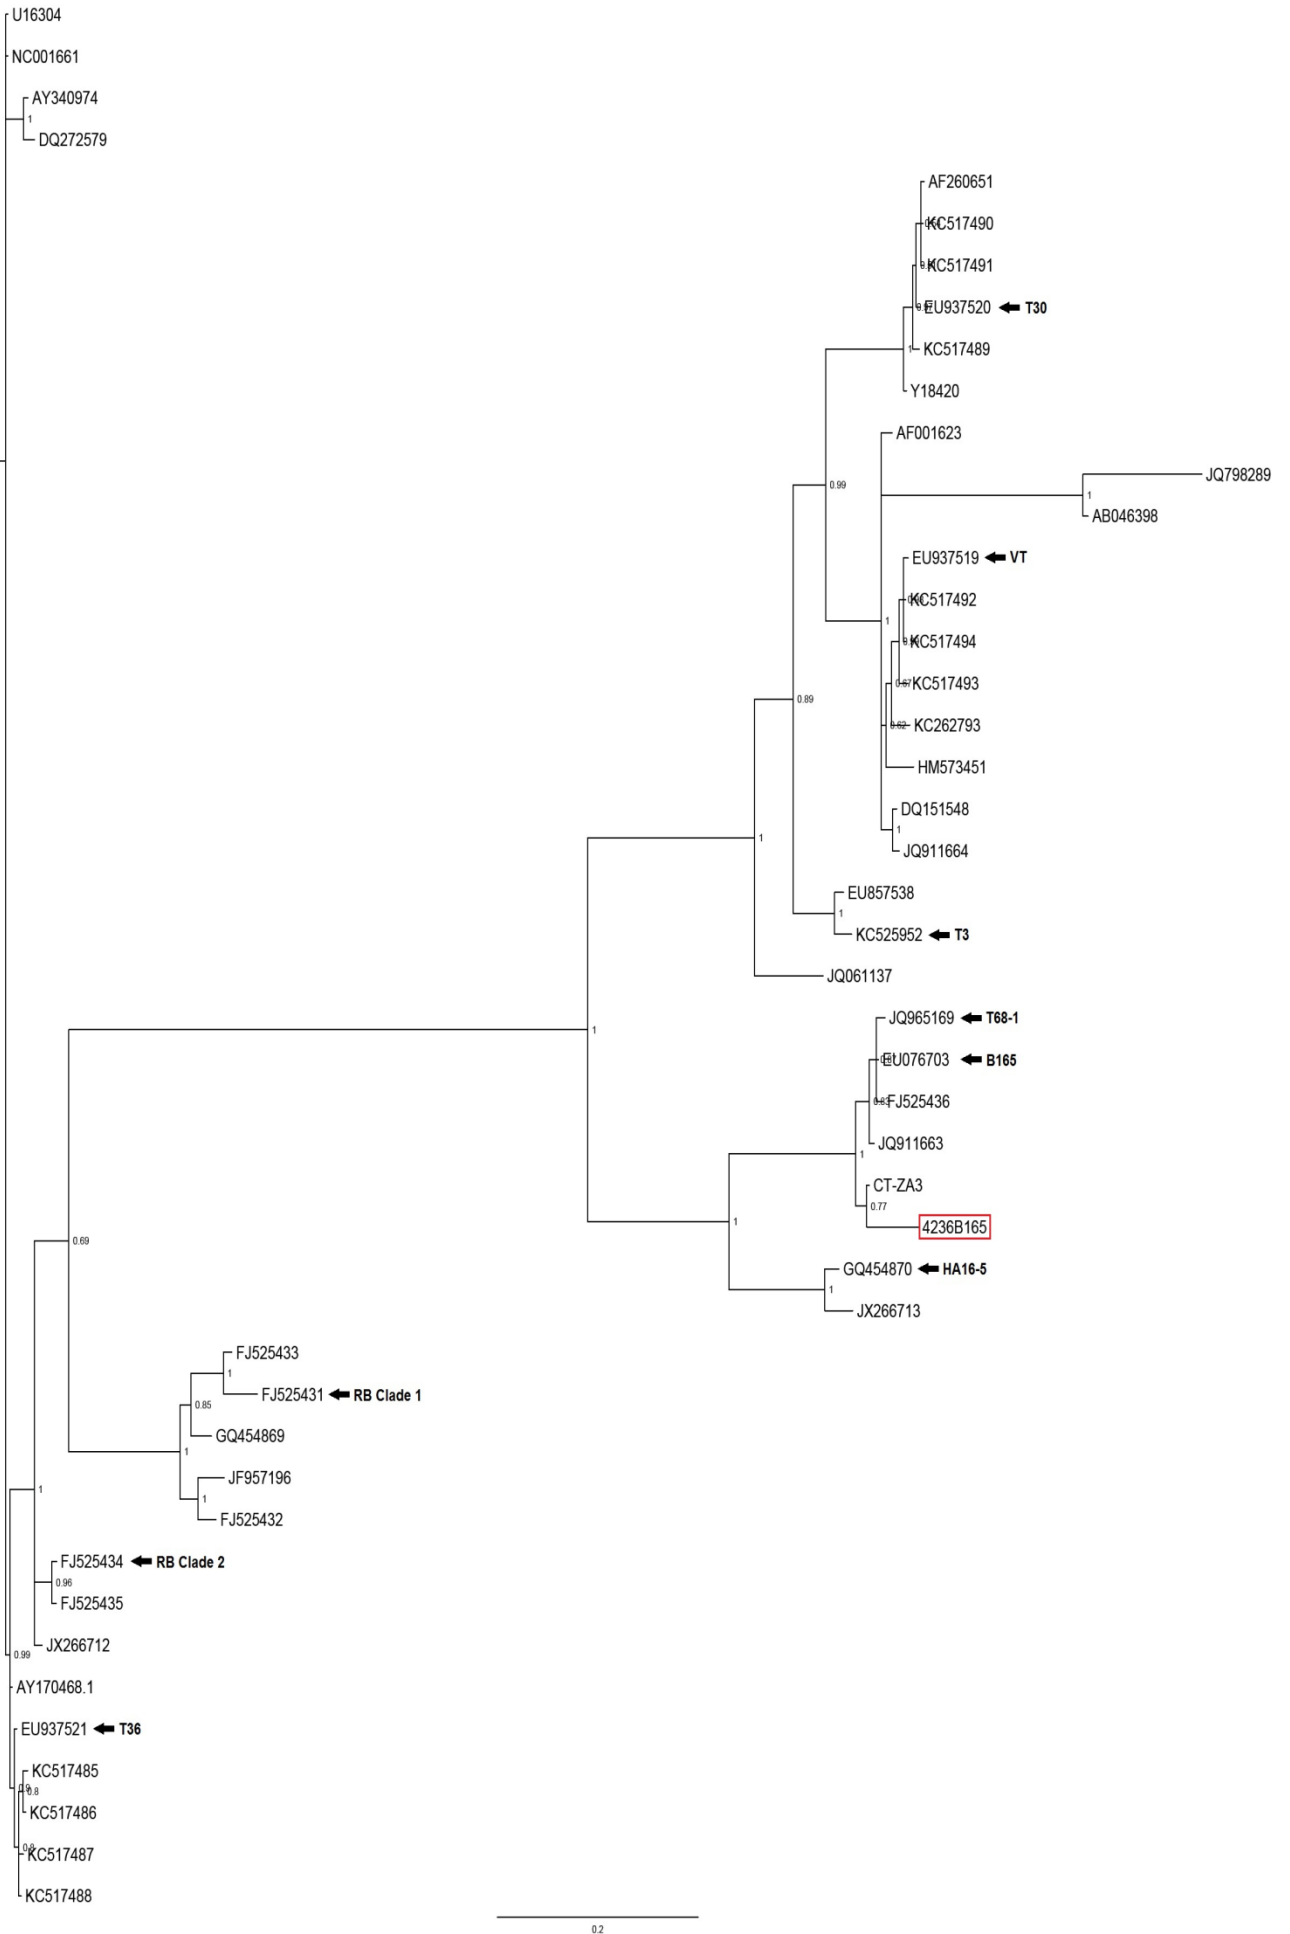 U16304
NC001661
AY340974
1
DQ272579
AF260651
KC517490
KC517491
EU937520 T30
KC517489
1
Y18420
AF001623
JQ798289
0.99
1
AB046398
EU937519 VT
KC517492
1
KC517494
0.67
KC517493
0.89
0.62
KC262793
HM573451
DQ151548
1
1
JQ911664
EU857538
1
KC525952 T3
JQ061137
JQ965169 T68-1
1
EU076703 B165
FJ525436
JQ911663
1
CT-ZA3
0.77
1
4236B165
0.69
GQ454870 HA16-5
1
JX266713
FJ525433
1
FJ525431 RB Clade 1
0.85
GQ454869
1
JF957196
1
1
FJ525432
FJ525434 RB Clade 2
0.96
FJ525435
JX266712
0.99
AY170468.1
EU937521 T36
KC517485
0.8
KC517486
KC517487
KC517488
0.2